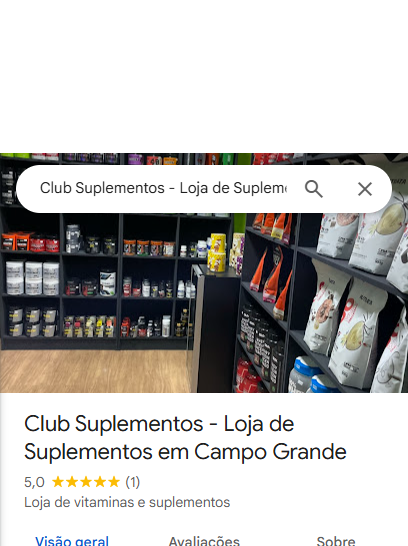 Club Suplementos - Loja de Supleme
Club Suplementos - Loja de
Suplementos em Campo Grande
5,0 ★★★★★ (1)
Loja de vitaminas e suplementos
Visão geral Avaliações Sobre